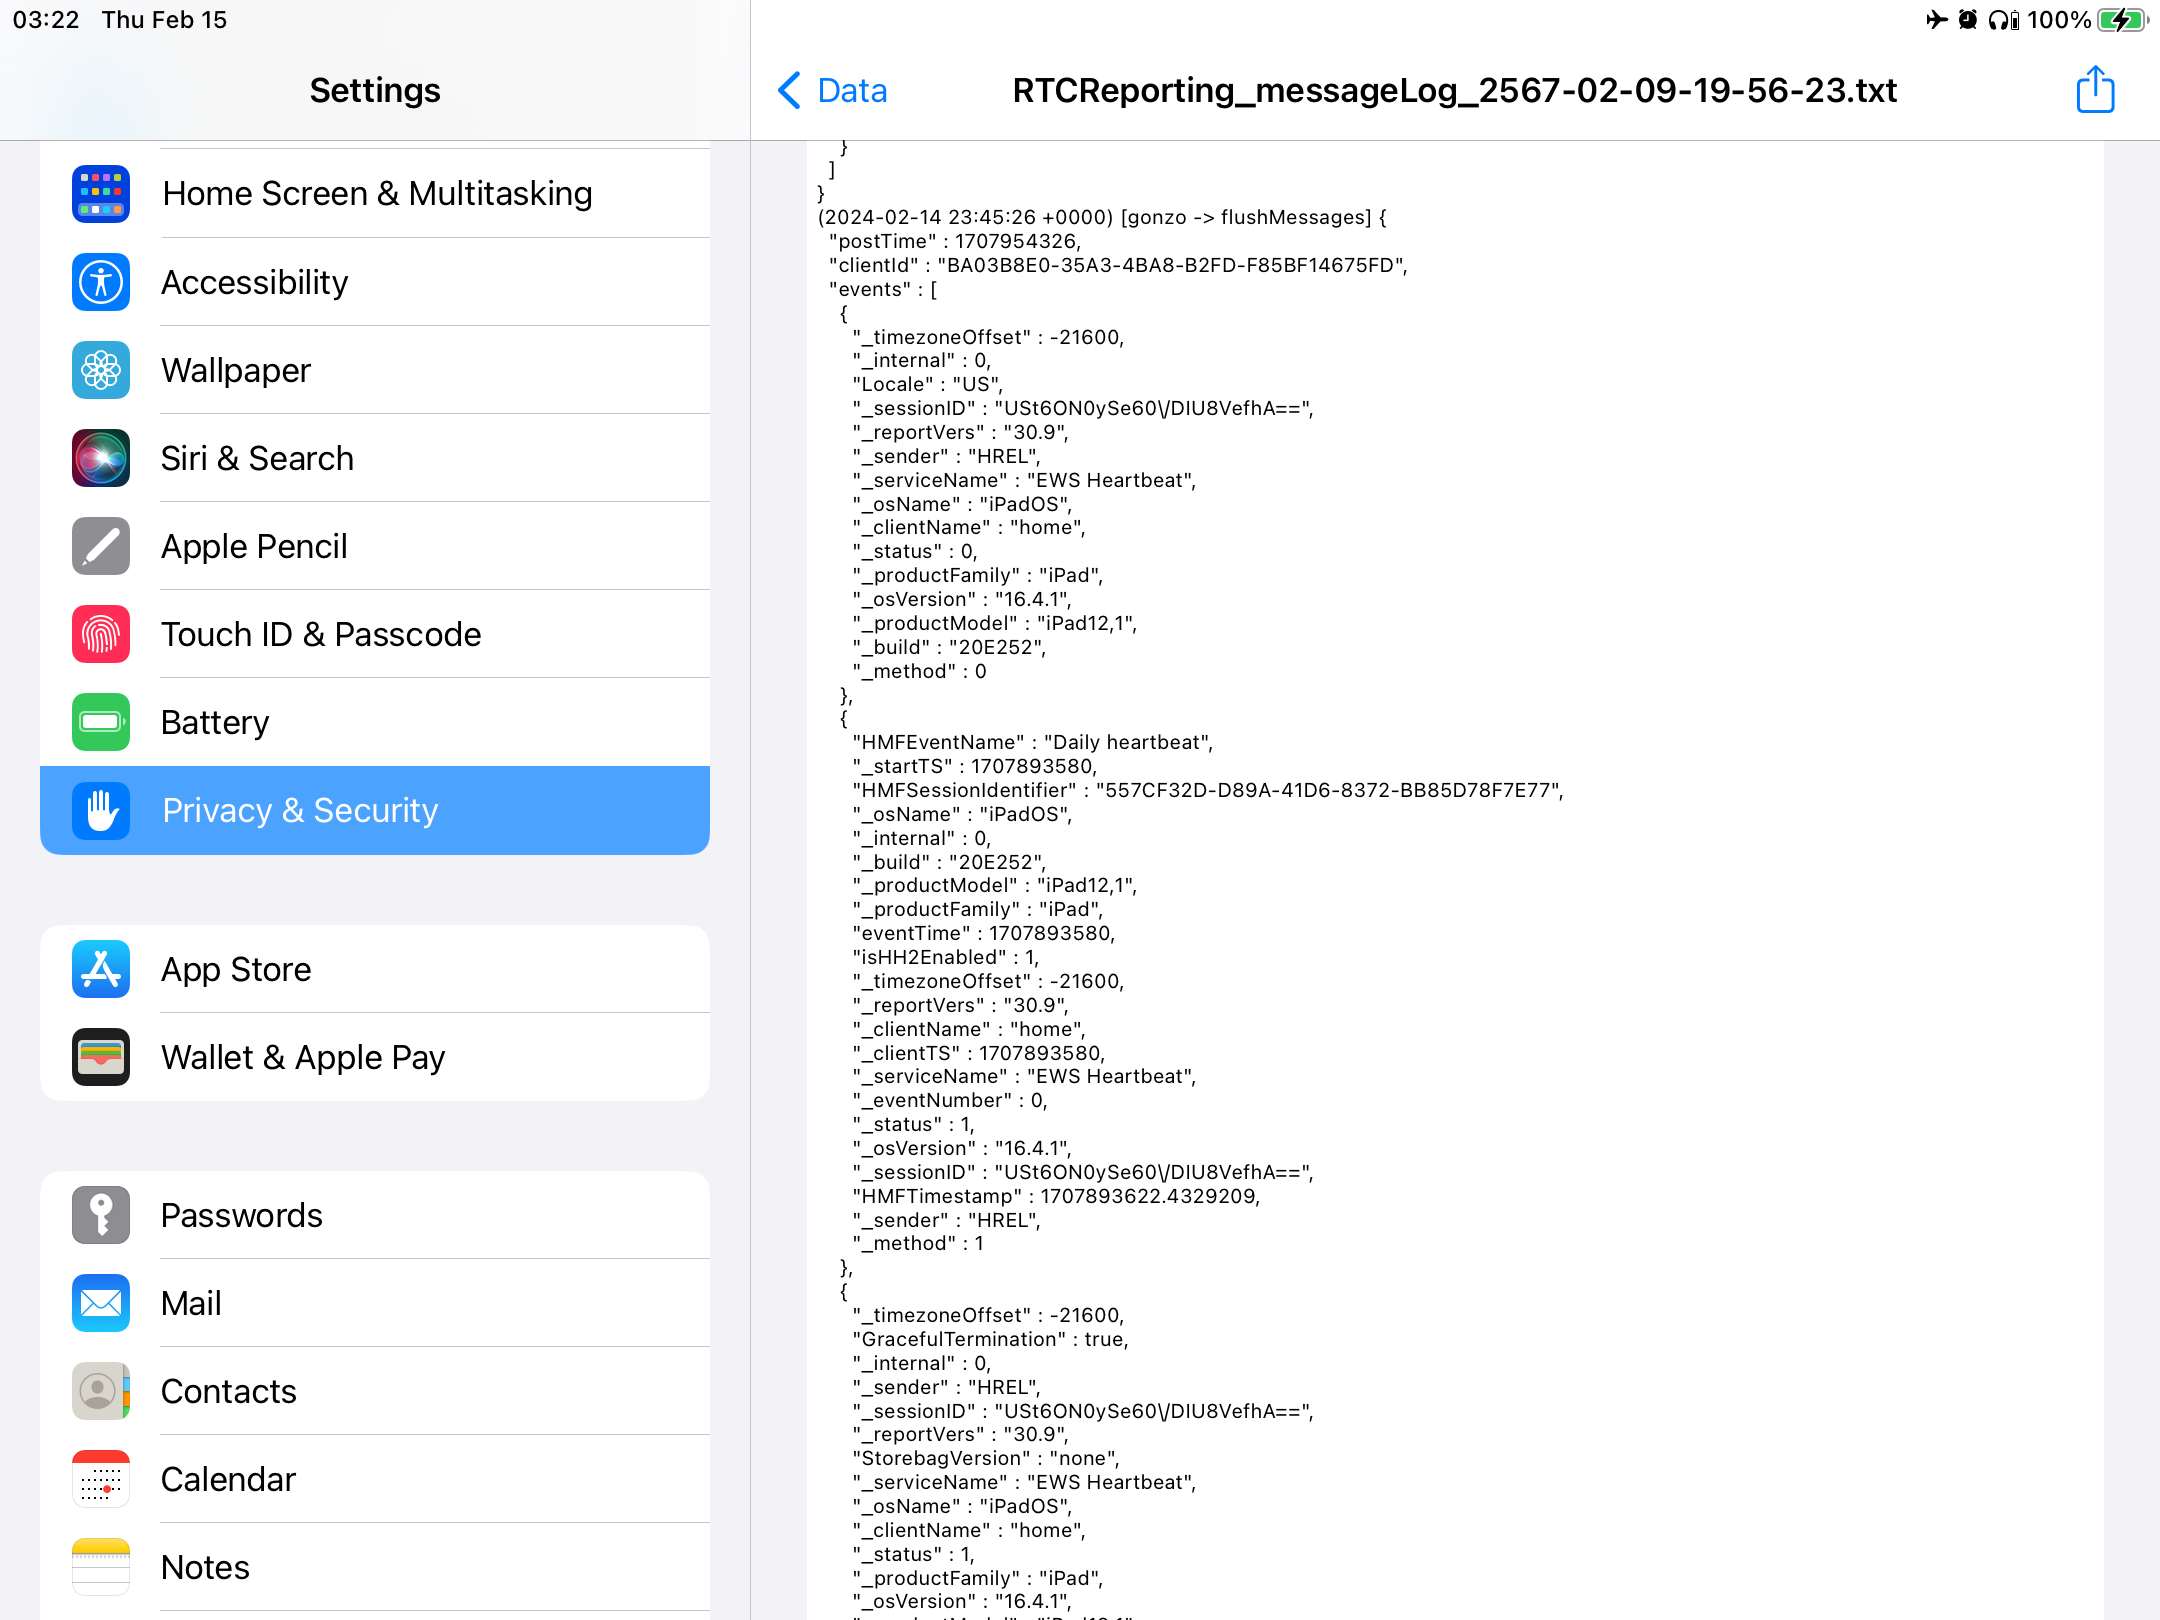 03:22 Thu Feb 15
100%
Settings
Home Screen & Multitasking
Accessibility
Wallpaper
Siri & Search
Apple Pencil
Touch ID & Passcode
Battery
Privacy & Security
App Store
Wallet & Apple Pay
Passwords
Mail
Contacts
Calendar
Notes
Data
RTCReporting_messageLog_2567-02-09-19-56-23.txt
}
]
}
(2024-02-14 23:45:26 +0000) [gonzo -> flushMessages] {
"postTime" : 1707954326,
"clientId" : "BA03B8E0-35A3-4BA8-B2FD-F85BF14675FD",
"events" : [
{
"_timezoneOffset" : -21600,
"_internal" : 0,
"Locale" : "US",
"_sessionID" : "USt6ON0ySe60\/DIU8VefhA==",
"_reportVers" : "30.9",
"_sender" : "HREL",
"_serviceName" : "EWS Heartbeat",
"_osName" : "iPadOS",
"_clientName" : "home",
"_status" : 0,
"_productFamily" : "iPad",
"_osVersion" : "16.4.1",
"_productModel" : "iPad12,1",
"_build" : "20E252",
"_method" : 0
},
{
"HMFEventName" : "Daily heartbeat",
"_startTS" : 1707893580,
"HMFSessionIdentifier" : "557CF32D-D89A-41D6-8372-BB85D78F7E77",
"_osName" : "iPadOS",
"_internal" : 0,
"_build" : "20E252",
"_productModel" : "iPad12,1",
"_productFamily" : "iPad",
"eventTime" : 1707893580,
"isHH2Enabled" : 1,
"_timezoneOffset" : -21600,
"_reportVers" : "30.9",
"_clientName" : "home",
"_clientTS" : 1707893580,
"_serviceName" : "EWS Heartbeat",
"_eventNumber" : 0,
"_status" : 1,
"_osVersion" : "16.4.1",
"_sessionID" : "USt6ON0ySe60\/DIU8VefhA==",
"HMFTimestamp" : 1707893622.4329209,
"_sender" : "HREL",
"_method" : 1
},
{
"_timezoneOffset" : -21600,
"GracefulTermination" : true,
"_internal" : 0,
"_sender" : "HREL",
"_sessionID" : "USt6ON0ySe60\/DIU8VefhA==",
"_reportVers" : "30.9",
"StorebagVersion" : "none",
"_serviceName" : "EWS Heartbeat",
"_osName" : "iPadOS",
"_clientName" : "home",
"_status" : 1,
"_productFamily" : "iPad",
"_osVersion" : "16.4.1",